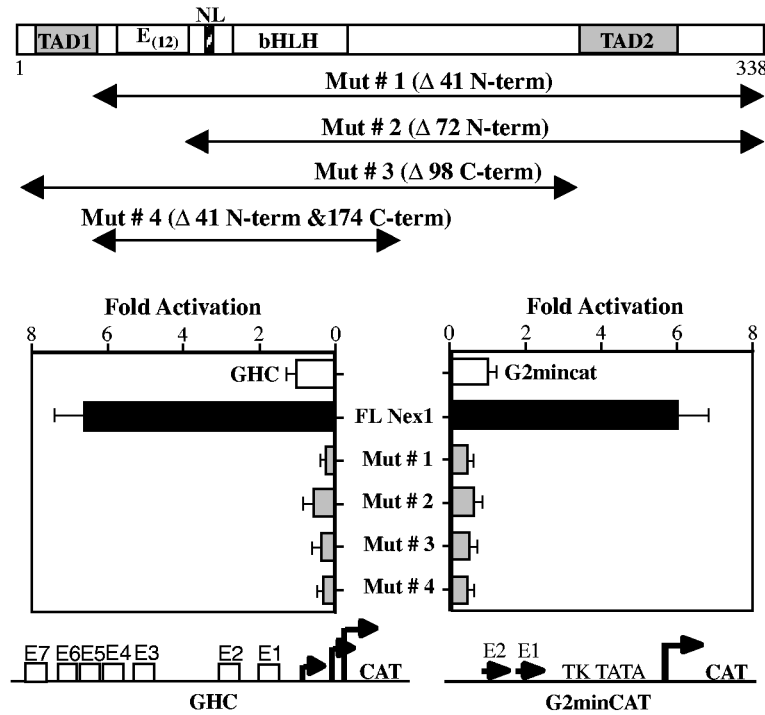 NL
TAD1 E(12) bHLH TAD2
1 338
Mut # 1 (Δ 41 N-term)
Mut # 2 (Δ 72 N-term)
Mut # 3 (Δ 98 C-term)
Mut # 4 (Δ 41 N-term &174 C-term)
Fold Activation Fold Activation
8 6 4 2 0 0 2 4 6 8
GHC G2mincat
FL Nex1
Mut # 1
Mut # 2
Mut # 3
Mut # 4
E7 E6 E5 E4 E3 E2 E1 CAT
GHC
E2 E1 TK TATA CAT
G2minCAT